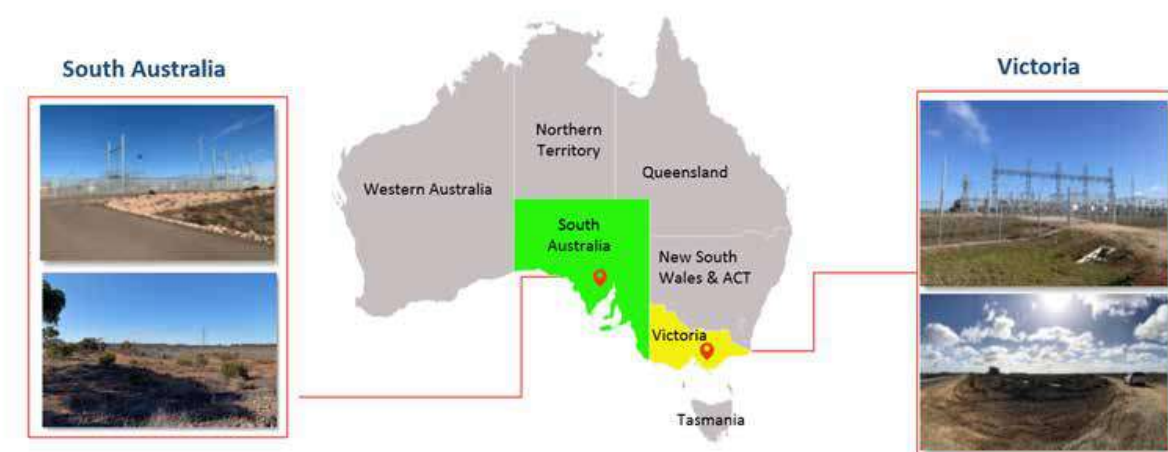 South Australia
Victoria
Northern
Territory
Queensland
Western Australia
South
Australia
New South
Wales & ACT
Victoria
Tasmania